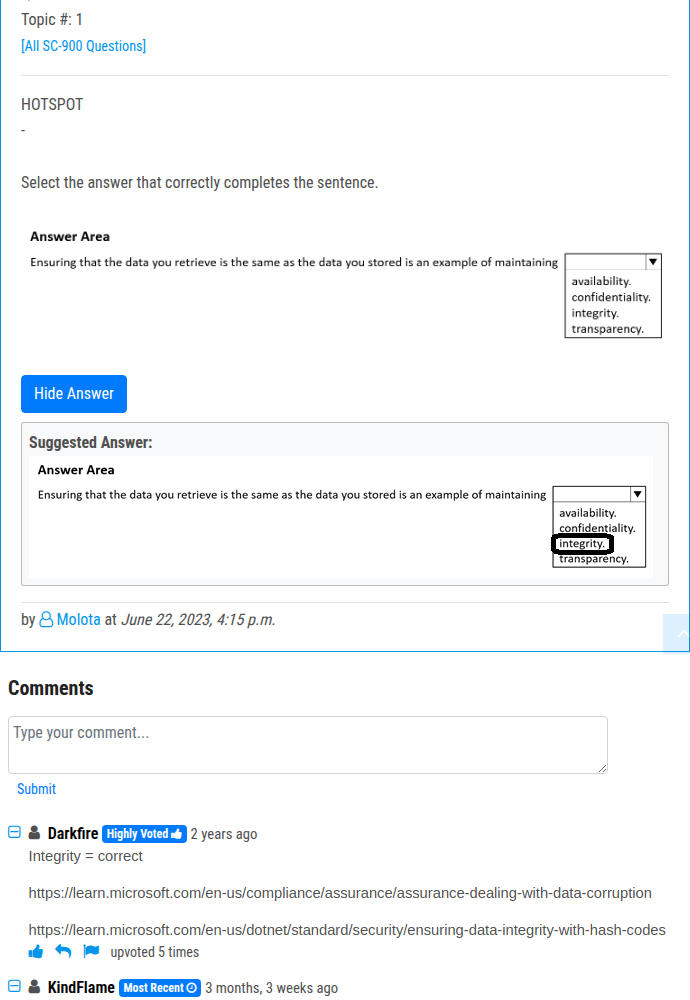 Topic #: 1
[All SC-900 Questions]
HOTSPOT
-
Select the answer that correctly completes the sentence.
Answer Area
Ensuring that the data you retrieve is the same as the data you stored is an example of maintaining
availability.
confidentiality.
integrity.
transparency.
Hide Answer
Suggested Answer:
Answer Area
Ensuring that the data you retrieve is the same as the data you stored is an example of maintaining
availability.
confidentiality.
integrity.
transparency.
by Molota at June 22, 2023, 4:15 p.m.
Comments
Type your comment...
Submit
Darkfire Highly Voted 2 years ago
Integrity = correct
https://learn.microsoft.com/en-us/compliance/assurance/assurance-dealing-with-data-corruption
https://learn.microsoft.com/en-us/dotnet/standard/security/ensuring-data-integrity-with-hash-codes
upvoted 5 times
KindFlame Most Recent 3 months, 3 weeks ago